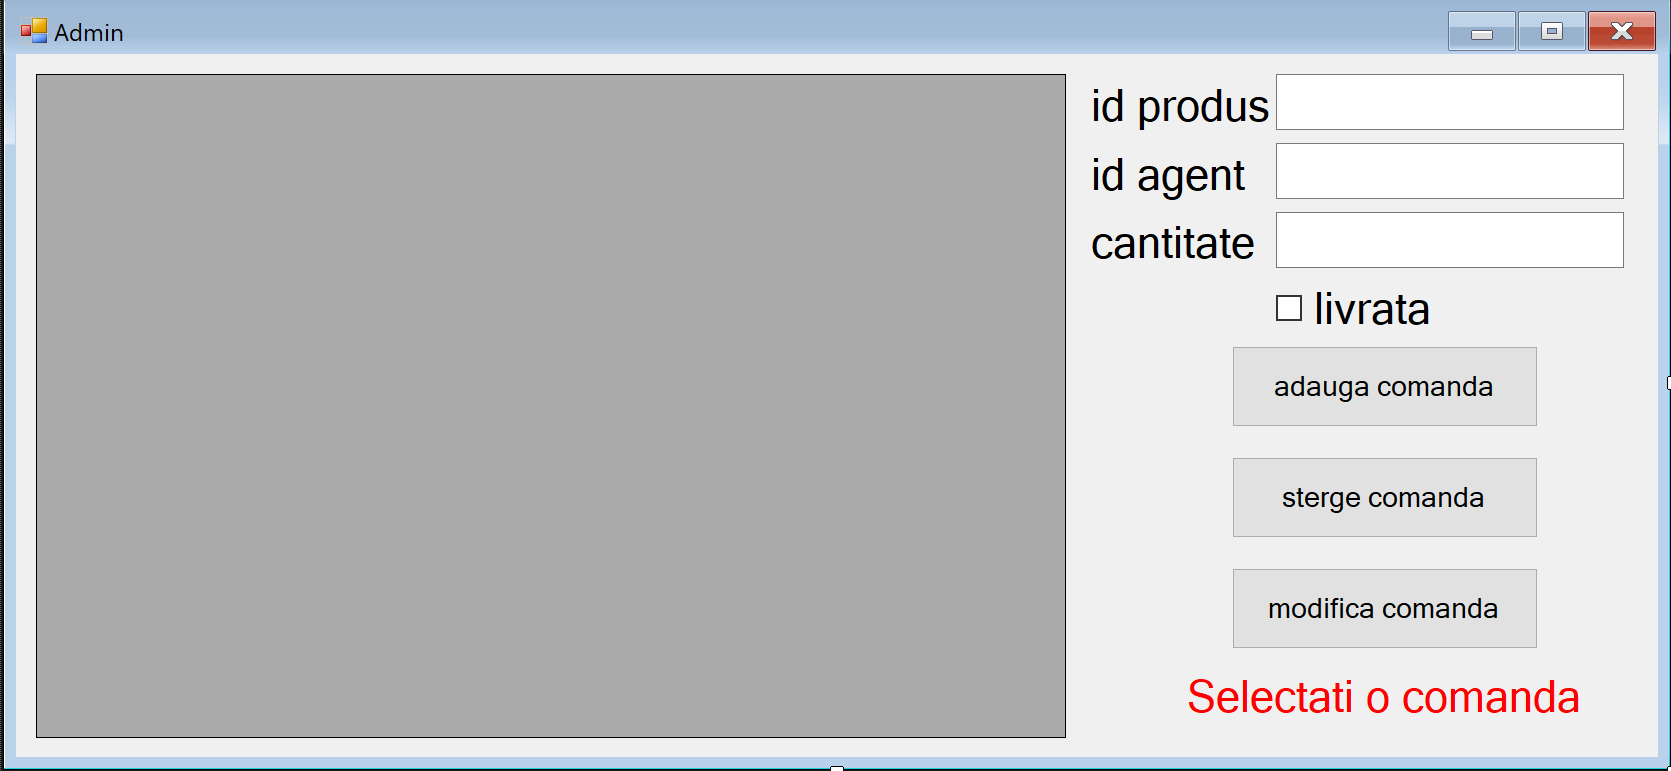 Admin
id produs
id agent
cantitate
livrata
adauga comanda
sterge comanda
modifica comanda
Selectati o comanda